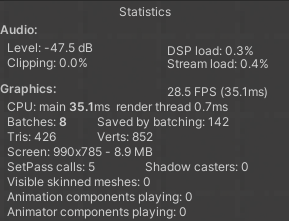 Statistics
Audio:
Level: -47.5 dB DSP load: 0.3%
Clipping: 0.0% Stream load: 0.4%
Graphics: 28.5 FPS (35.1ms)
CPU: main 35.1ms render thread 0.7ms
Batches: 8 Saved by batching: 142
Tris: 426 Verts: 852
Screen: 990x785 - 8.9 MB
SetPass calls: 5 Shadow casters: 0
Visible skinned meshes: 0
Animation components playing: 0
Animator components playing: 0